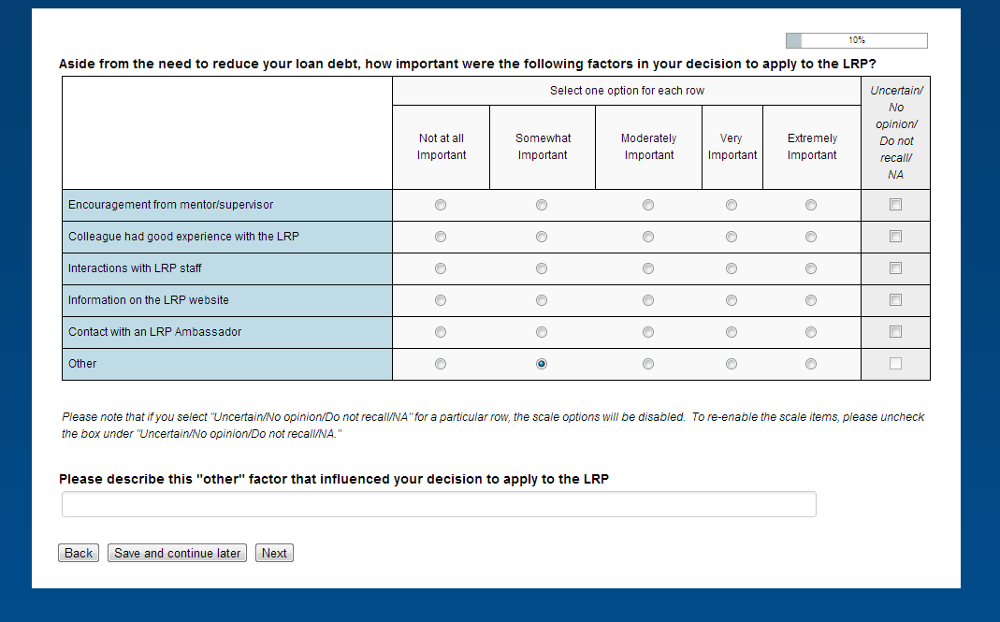 10%
Aside from the need to reduce your loan debt, how important were the following factors in your decision to apply to the LRP?
Select one option for each row
Uncertain/
No
opinion/
Do not
recall/
NA
Not at all
Important
Somewhat
Important
Moderately
Important
Very
Important
Extremely
Important
Encouragement from mentor/supervisor
Colleague had good experience with the LRP
Interactions with LRP staff
Information on the LRP website
Contact with an LRP Ambassador
Other
Please note that if you select "Uncertain/No opinion/Do not recall/NA" for a particular row, the scale options will be disabled.  To re-enable the scale items, please uncheck
the box under "Uncertain/No opinion/Do not recall/NA."
Please describe this "other" factor that influenced your decision to apply to the LRP
Back
Save and continue later
Next